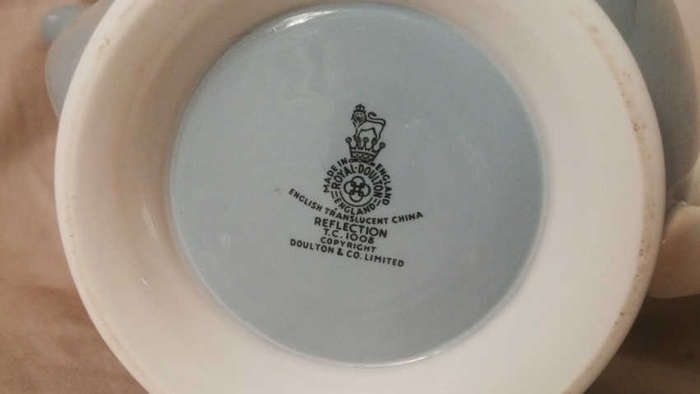 MADE IN ENGLAND
ROYAL · DOULTON
ENGLAND
ENGLISH TRANSLUCENT CHINA
REFLECTION
T.C. 1008
COPYRIGHT
DOULTON & CO. LIMITED